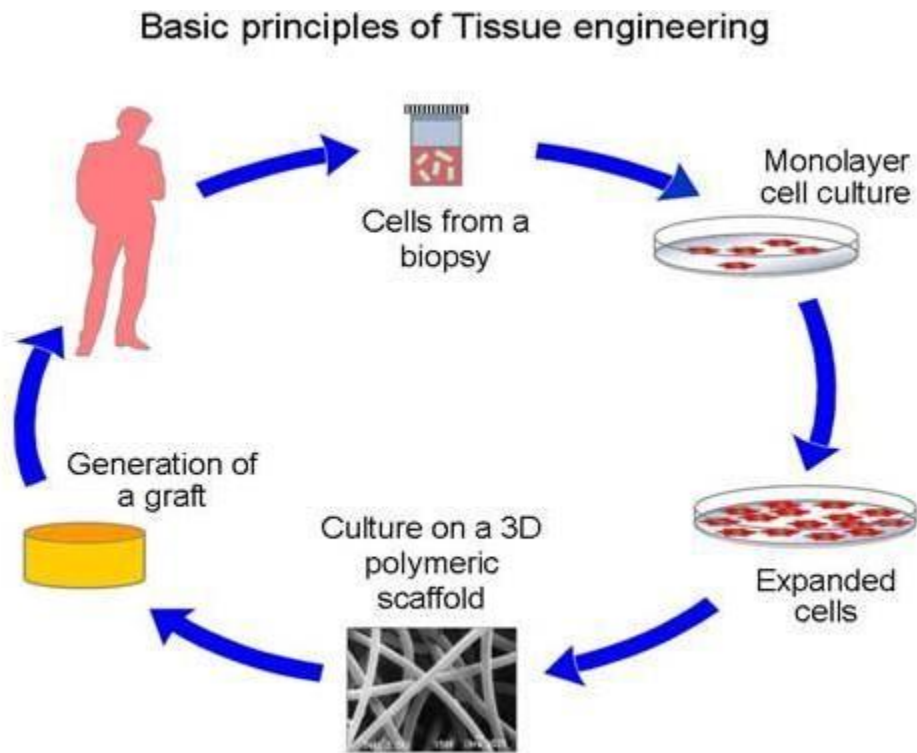 Basic principles of Tissue engineering
Cells from a
biopsy
Monolayer
cell culture
Expanded
cells
Culture on a 3D
polymeric
scaffold
Generation of
a graft